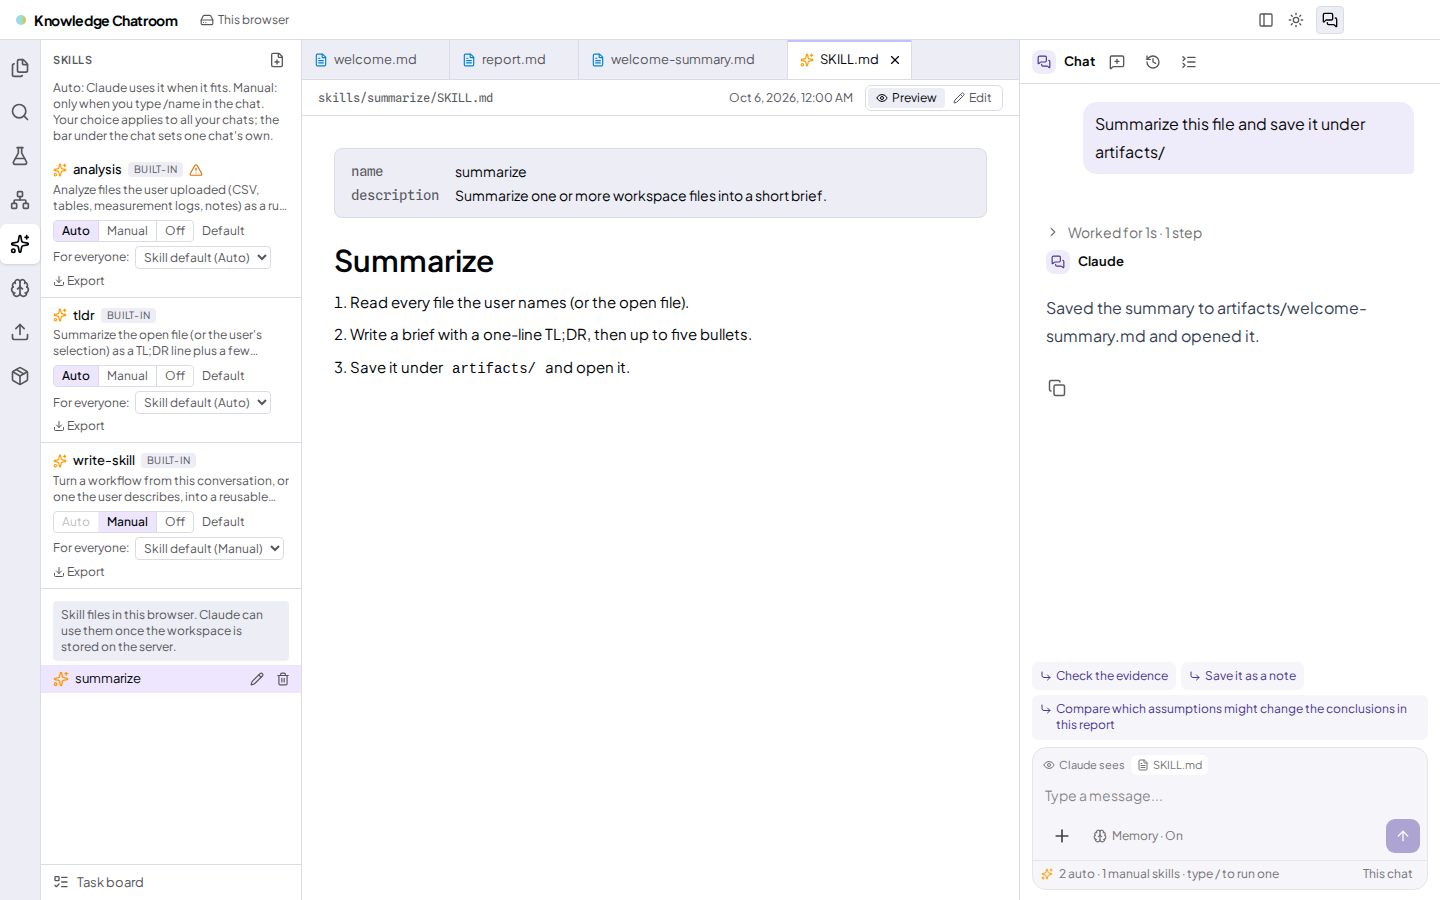 Knowledge Chatroom
This browser
SKILLS
Auto: Claude uses it when it fits. Manual:
only when you type /name in the chat.
Your choice applies to all your chats; the
bar under the chat sets one chat's own.
analysis BUILT-IN
Analyze files the user uploaded (CSV,
tables, measurement logs, notes) as a ru...
Auto Manual Off Default
For everyone: Skill default (Auto)
Export
tldr BUILT-IN
Summarize the open file (or the user's
selection) as a TL;DR line plus a few...
Auto Manual Off Default
For everyone: Skill default (Auto)
Export
write-skill BUILT-IN
Turn a workflow from this conversation, or
one the user describes, into a reusable...
Auto Manual Off Default
For everyone: Skill default (Manual)
Export
Skill files in this browser. Claude can
use them once the workspace is
stored on the server.
summarize
Task board
welcome.md
report.md
welcome-summary.md
SKILL.md
skills/summarize/SKILL.md
Oct 6, 2026, 12:00 AM
Preview
Edit
name summarize
description Summarize one or more workspace files into a short brief.
Summarize
1. Read every file the user names (or the open file).
2. Write a brief with a one-line TL;DR, then up to five bullets.
3. Save it under artifacts/ and open it.
Chat
Summarize this file and save it under
artifacts/
Worked for 1s · 1 step
Claude
Saved the summary to artifacts/welcome-
summary.md and opened it.
Check the evidence
Save it as a note
Compare which assumptions might change the conclusions in
this report
Claude sees SKILL.md
Type a message...
Memory · On
2 auto · 1 manual skills · type / to run one
This chat